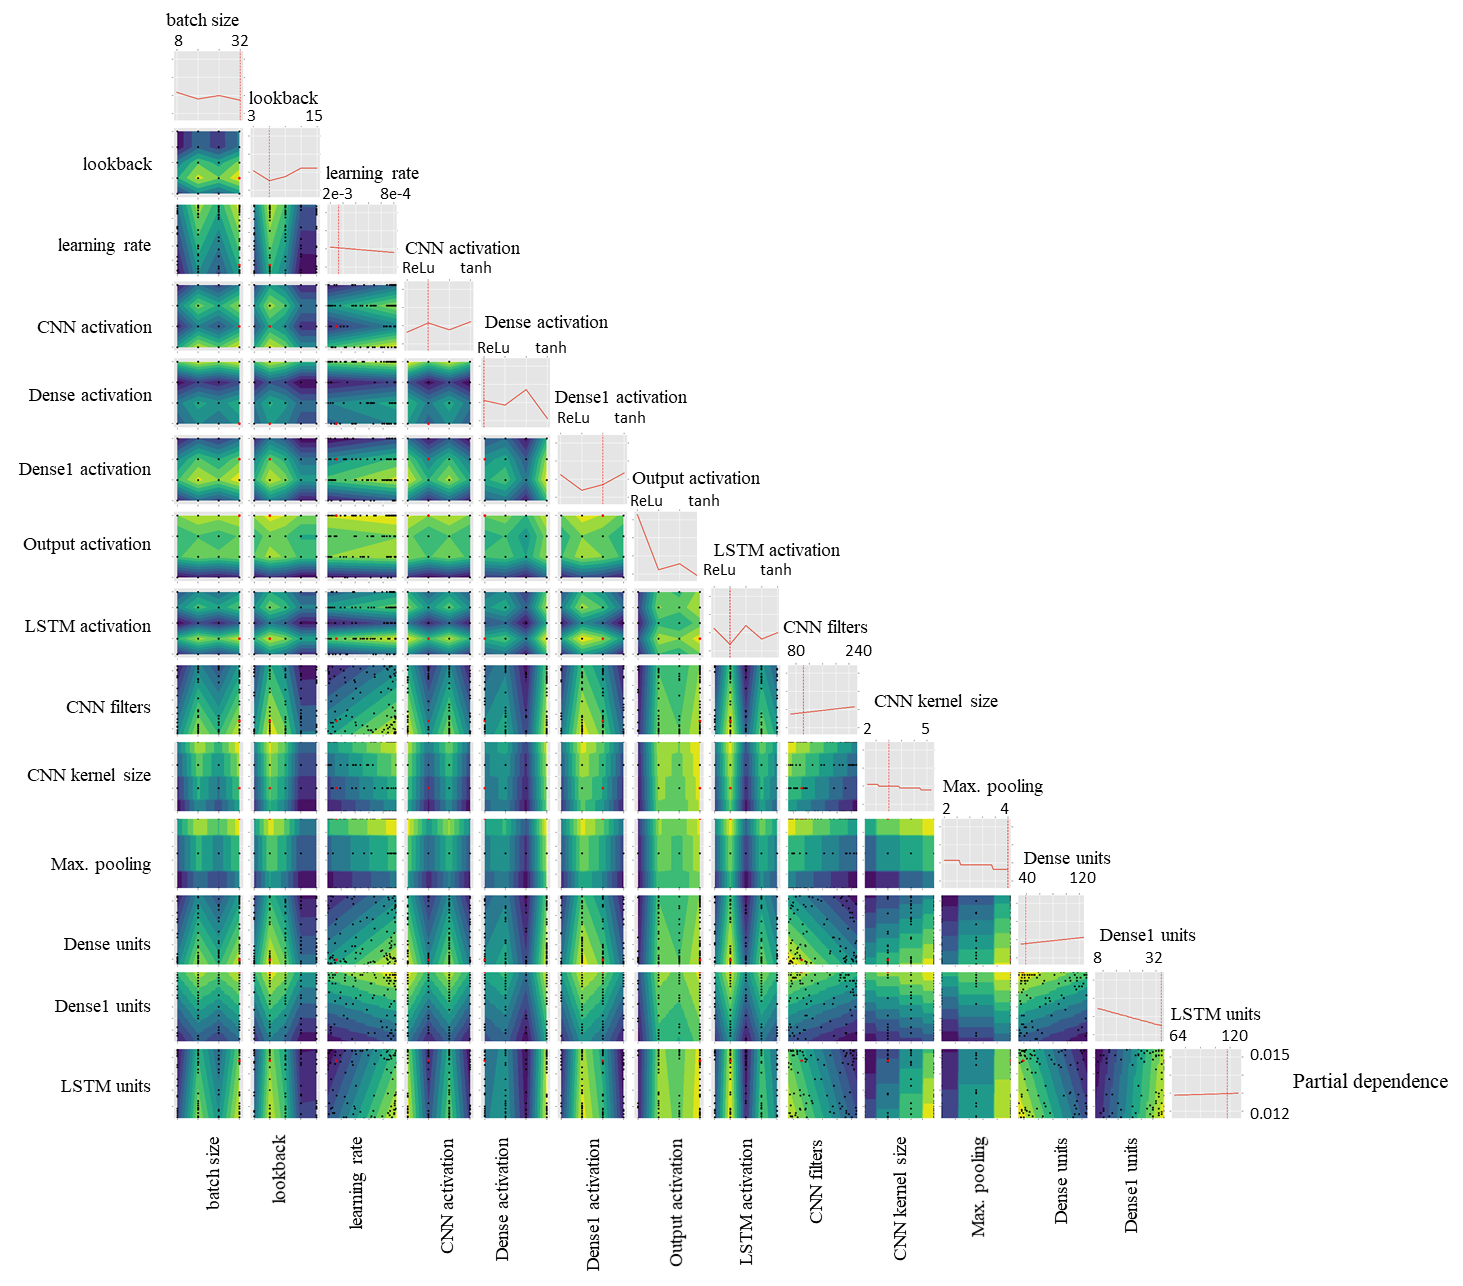 batch size
8 32
lookback
3 15
lookback
learning rate
2e-3 8e-4
learning rate
CNN activation
ReLu tanh
CNN activation
Dense activation
ReLu tanh
Dense activation
Dense1 activation
ReLu tanh
Dense1 activation
Output activation
ReLu tanh
Output activation
LSTM activation
ReLu tanh
LSTM activation
CNN filters
80 240
CNN filters
CNN kernel size
2 5
CNN kernel size
Max. pooling
2 4
Max. pooling
Dense units
40 120
Dense units
Dense1 units
8 32
Dense1 units
LSTM units
64 120
LSTM units
0.015
Partial dependence
0.012
batch size
lookback
learning rate
CNN activation
Dense activation
Dense1 activation
Output activation
LSTM activation
CNN filters
CNN kernel size
Max. pooling
Dense units
Dense1 units